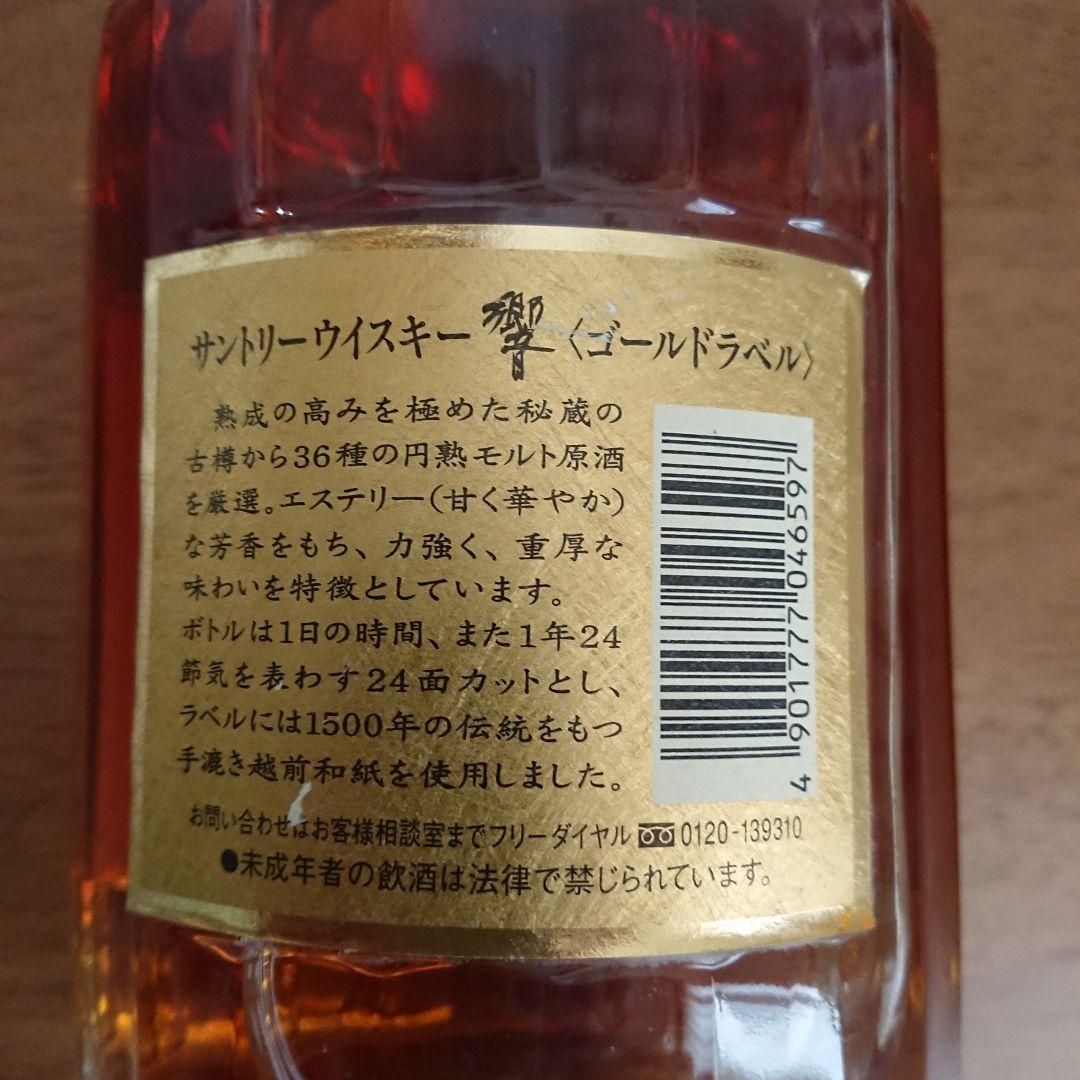 サントリーウイスキー 響〈ゴールドラベル〉
熟成の高みを極めた秘蔵の
古樽から36種の円熟モルト原酒
を厳選。エステリー(甘く華やか)
な芳香をもち、力強く、重厚な
味わいを特徴としています。
ボトルは1日の時間、また1年24
節気を表わす24面カットとし、
ラベルには1500年の伝統をもつ
手漉き越前和紙を使用しました。
お問い合わせはお客様相談室までフリーダイヤル 0120-139310
●未成年者の飲酒は法律で禁じられています。
4 901777 046597